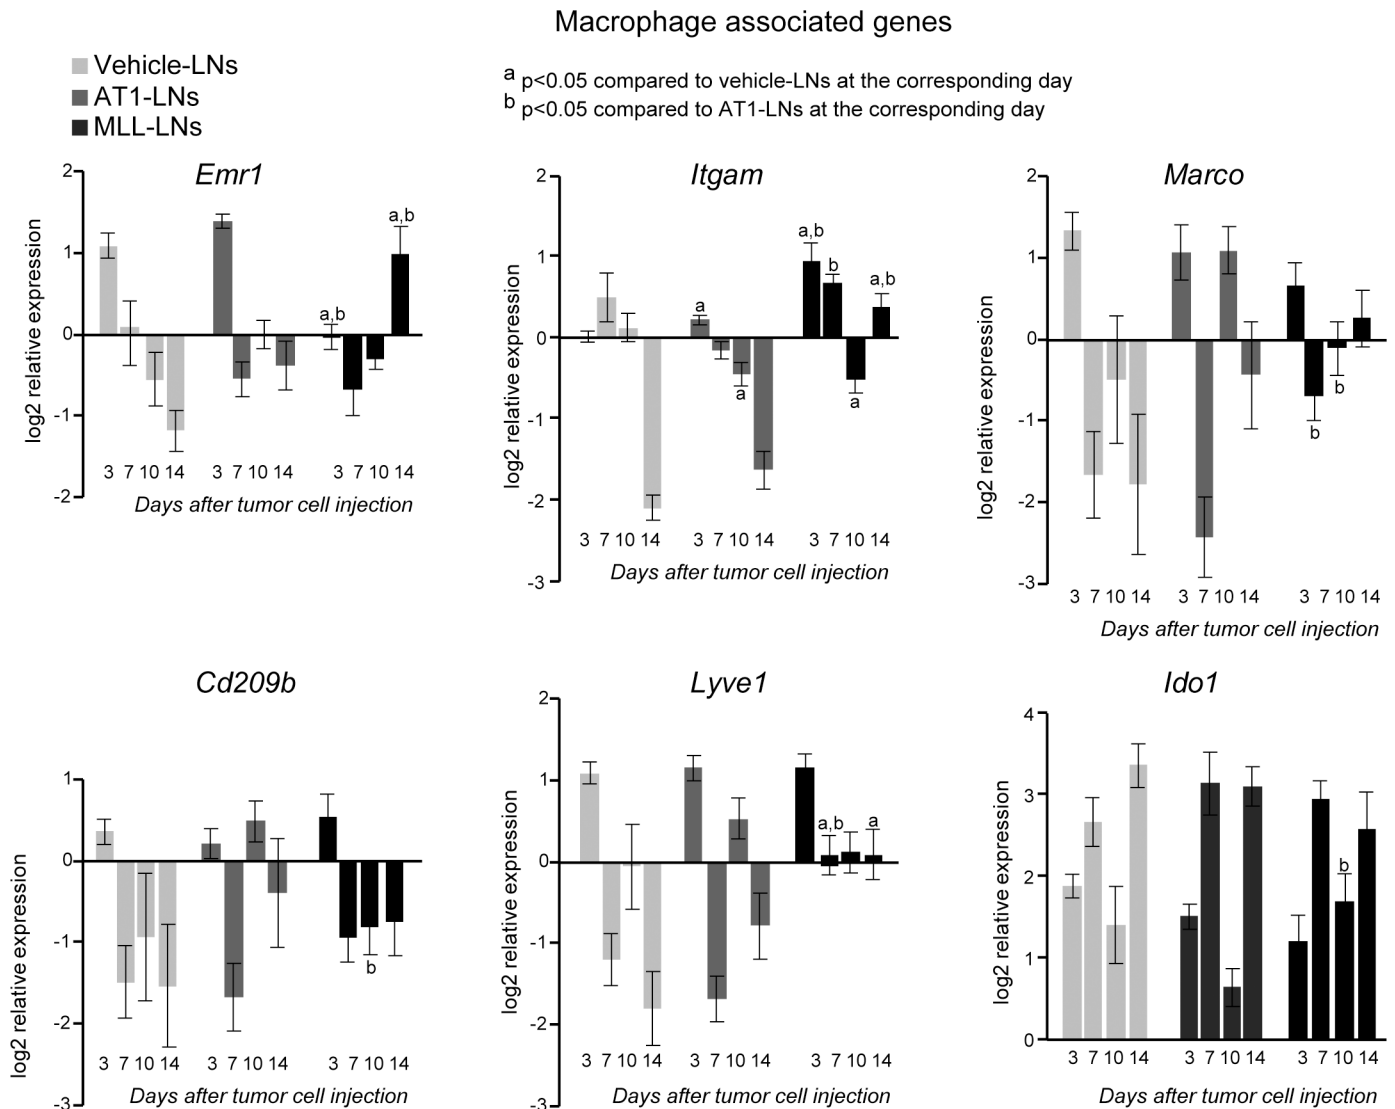 Macrophage associated genes
Vehicle-LNs
AT1-LNs
MLL-LNs
a p<0.05 compared to vehicle-LNs at the corresponding day
b p<0.05 compared to AT1-LNs at the corresponding day
Emr1
log2 relative expression
2
1
0
-1
-2
a,b
a,b
3 7 10 14 3 7 10 14 3 7 10 14
Days after tumor cell injection
Itgam
log2 relative expression
2
1
0
-1
-2
-3
a
a
a,b
b
a
a,b
3 7 10 14 3 7 10 14 3 7 10 14
Days after tumor cell injection
Marco
log2 relative expression
2
1
0
-1
-2
-3
b
b
3 7 10 14 3 7 10 14 3 7 10 14
Days after tumor cell injection
Cd209b
log2 relative expression
1
0
-1
-2
-3
b
3 7 10 14 3 7 10 14 3 7 10 14
Days after tumor cell injection
Lyve1
log2 relative expression
2
1
0
-1
-2
-3
a,b
a
3 7 10 14 3 7 10 14 3 7 10 14
Days after tumor cell injection
Ido1
log2 relative expression
4
3
2
1
0
b
3 7 10 14 3 7 10 14 3 7 10 14
Days after tumor cell injection